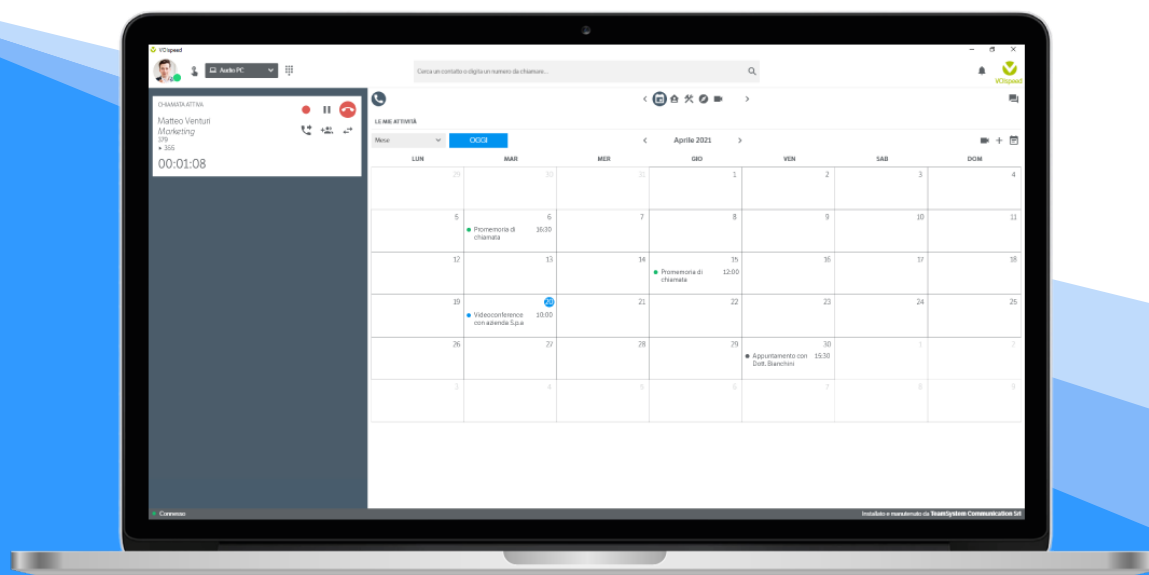 VOIspeed
Audio PC
Cerca un contatto o digita un numero da chiamare...
VOIspeed
CHIAMATA ATTIVA
Matteo Venturi
Marketing
379
▸ 365
00:01:08
LE MIE ATTIVITÀ
Mese OGGI Aprile 2021
LUN MAR MER GIO VEN SAB DOM
29 30 31 1 2 3 4
5 6 7 8 9 10 11
Promemoria di 16:30
chiamata
12 13 14 15 16 17 18
Promemoria di 12:00
chiamata
19 20 21 22 23 24 25
Videoconference 10:00
con azienda S.p.a
26 27 28 29 30 1 2
Appuntamento con 15:30
Dott. Bianchini
3 4 5 6 7 8 9
Connesso
Installato e manutenuto da TeamSystem Communication Srl